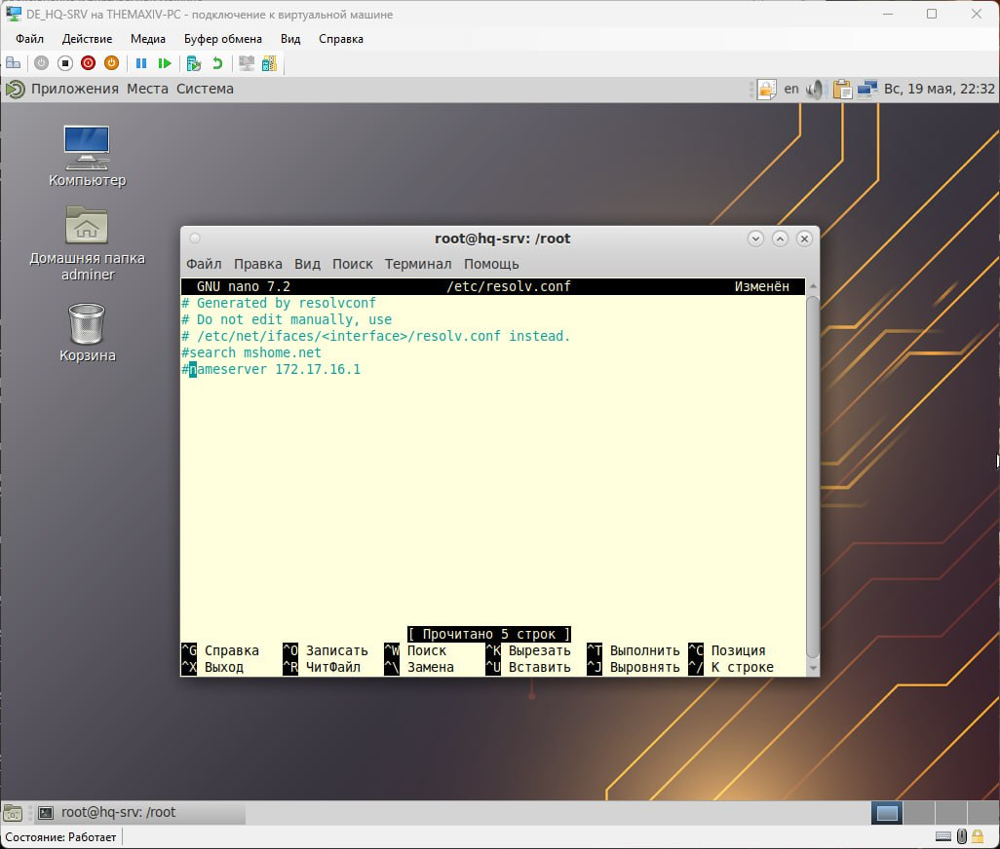 DE_HQ-SRV на THEMAXIV-PC - подключение к виртуальной машине
Файл Действие Медиа Буфер обмена Вид Справка
Приложения Места Система en Вс, 19 мая, 22:32
Компьютер
Домашняя папка
adminer
Корзина
root@hq-srv: /root
Файл Правка Вид Поиск Терминал Помощь
GNU nano 7.2 /etc/resolv.conf Изменён
# Generated by resolvconf
# Do not edit manually, use
# /etc/net/ifaces/<interface>/resolv.conf instead.
#search mshome.net
#nameserver 172.17.16.1
[ Прочитано 5 строк ]
^G Справка ^O Записать ^W Поиск ^K Вырезать ^T Выполнить ^C Позиция
^X Выход ^R ЧитФайл ^\ Замена ^U Вставить ^J Выровнять ^/ К строке
root@hq-srv: /root
Состояние: Работает